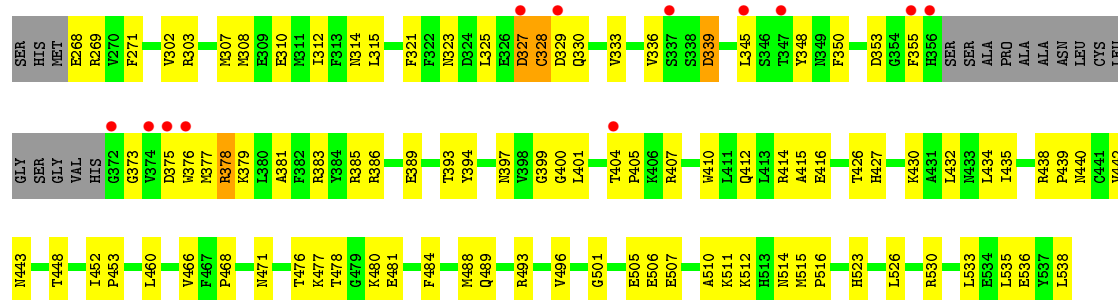 SER HIS MET E268 R269 V270 F271 V302 R303 M307 M308 E309 E310 M311 I312 F313 N314 L315 F321 F322 N323 D324 L325 E326 D327 C328 D329 Q330 V333 V336 S337 S338 D339 L345 S346 T347 Y348 N349 F350 D353 G354 F355 H356 SER SER ALA PRO ALA ALA ASN LEU CYS LEU
GLY SER GLY VAL HIS G372 G373 V374 D375 W376 M377 R378 K379 L380 A381 F382 R383 Y384 R385 R386 E389 T393 Y394 N397 V398 G399 G400 L401 T404 P405 K406 R407 W410 L411 Q412 L413 R414 A415 E416 T426 H427 K430 A431 L432 N433 L434 I435 R438 P439 N440 C441 V442
N443 T448 I452 P453 L460 V466 F467 P468 N471 T476 K477 T478 G479 K480 E481 F484 M488 Q489 R493 V496 G501 E505 E506 E507 A510 K511 K512 H513 N514 M515 P516 H523 L526 R530 L533 E534 L535 E536 Y537 L538